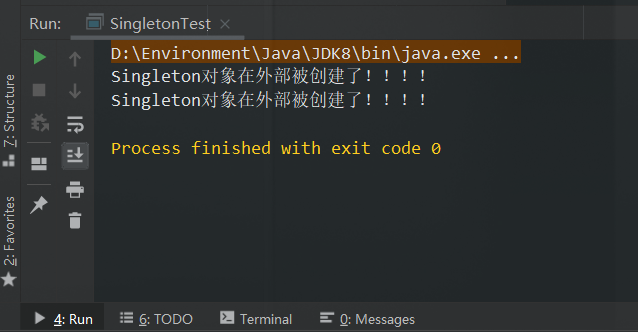 Run: SingletonTest ×
D:\Environment\Java\JDK8\bin\java.exe ...
Singleton对象在外部被创建了!!!!
Singleton对象在外部被创建了!!!!
Process finished with exit code 0
7: Structure
2: Favorites
4: Run 6: TODO Terminal 0: Messages